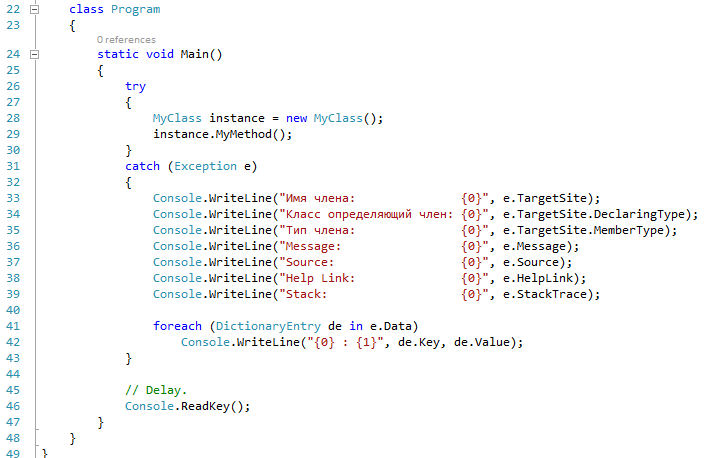 22 class Program
23 {
0 references
24 static void Main()
25 {
26 try
27 {
28 MyClass instance = new MyClass();
29 instance.MyMethod();
30 }
31 catch (Exception e)
32 {
33 Console.WriteLine("Имя члена:               {0}", e.TargetSite);
34 Console.WriteLine("Класс определяющий член: {0}", e.TargetSite.DeclaringType);
35 Console.WriteLine("Тип члена:               {0}", e.TargetSite.MemberType);
36 Console.WriteLine("Message:                 {0}", e.Message);
37 Console.WriteLine("Source:                  {0}", e.Source);
38 Console.WriteLine("Help Link:               {0}", e.HelpLink);
39 Console.WriteLine("Stack:                   {0}", e.StackTrace);
40
41 foreach (DictionaryEntry de in e.Data)
42 Console.WriteLine("{0} : {1}", de.Key, de.Value);
43 }
44
45 // Delay.
46 Console.ReadKey();
47 }
48 }
49 }